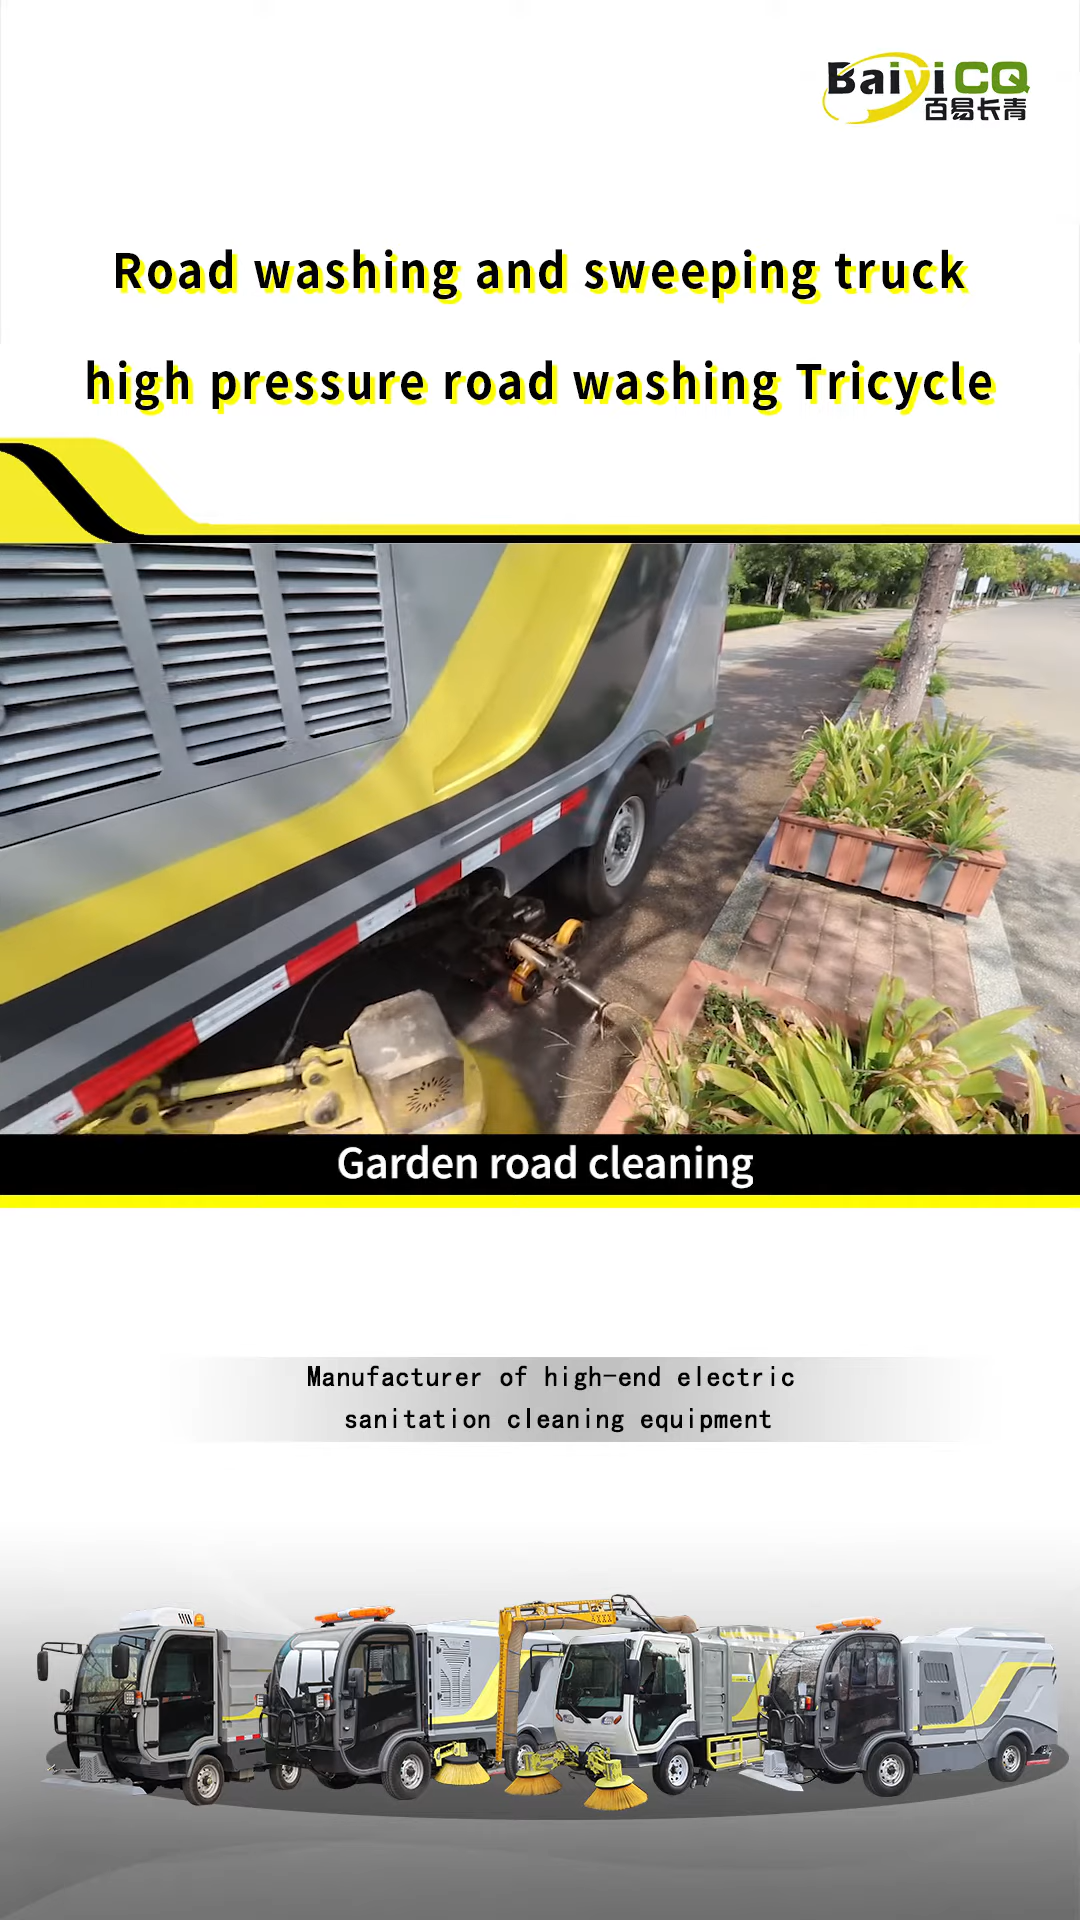 BaiyiCQ
百易长青
Road washing and sweeping truck
high pressure road washing Tricycle
Garden road cleaning
Manufacturer of high-end electric
sanitation cleaning equipment